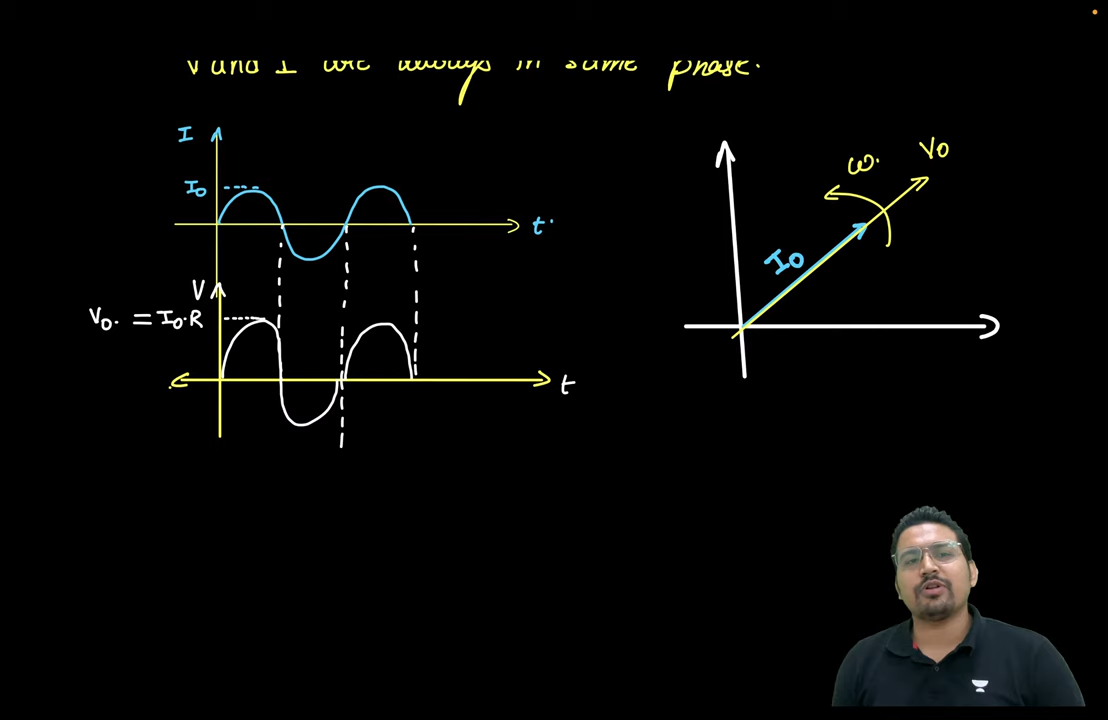 V and I are always in same phase.
I
I₀
t.
V
V₀. = I₀.R
t
ω.
V₀
I₀